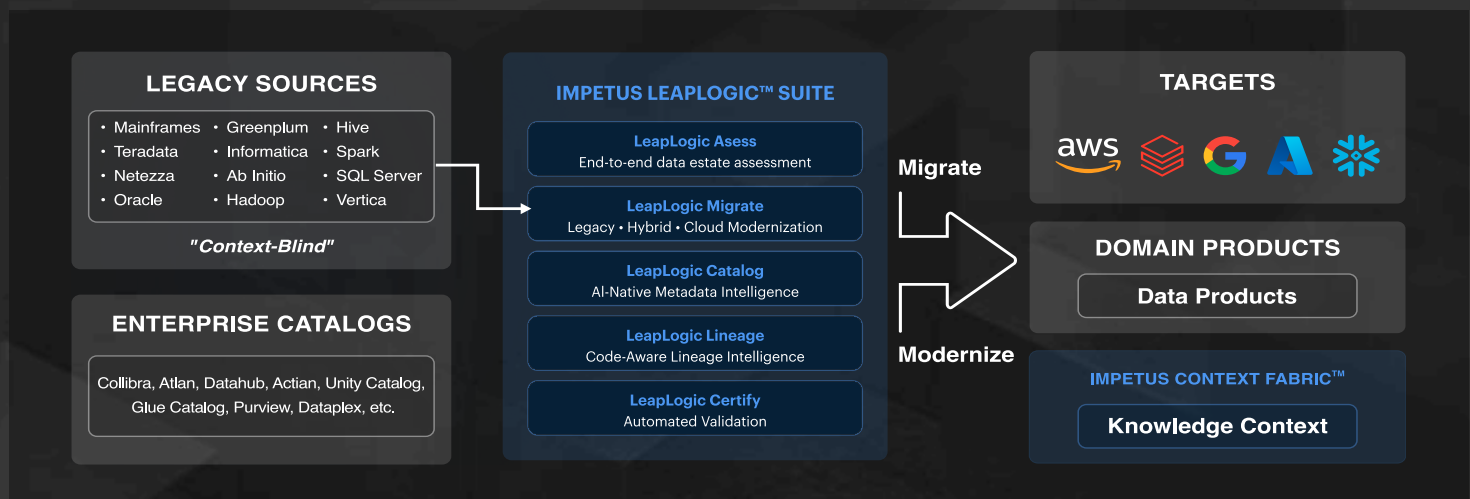 LEGACY SOURCES
• Mainframes • Greenplum • Hive
• Teradata • Informatica • Spark
• Netezza • Ab Initio • SQL Server
• Oracle • Hadoop • Vertica
"Context-Blind"
ENTERPRISE CATALOGS
Collibra, Atlan, Datahub, Actian, Unity Catalog,
Glue Catalog, Purview, Dataplex, etc.
IMPETUS LEAPLOGIC™ SUITE
LeapLogic Asess
End-to-end data estate assessment
LeapLogic Migrate
Legacy • Hybrid • Cloud Modernization
LeapLogic Catalog
AI-Native Metadata Intelligence
LeapLogic Lineage
Code-Aware Lineage Intelligence
LeapLogic Certify
Automated Validation
Migrate
Modernize
TARGETS
aws
DOMAIN PRODUCTS
Data Products
IMPETUS CONTEXT FABRIC™
Knowledge Context